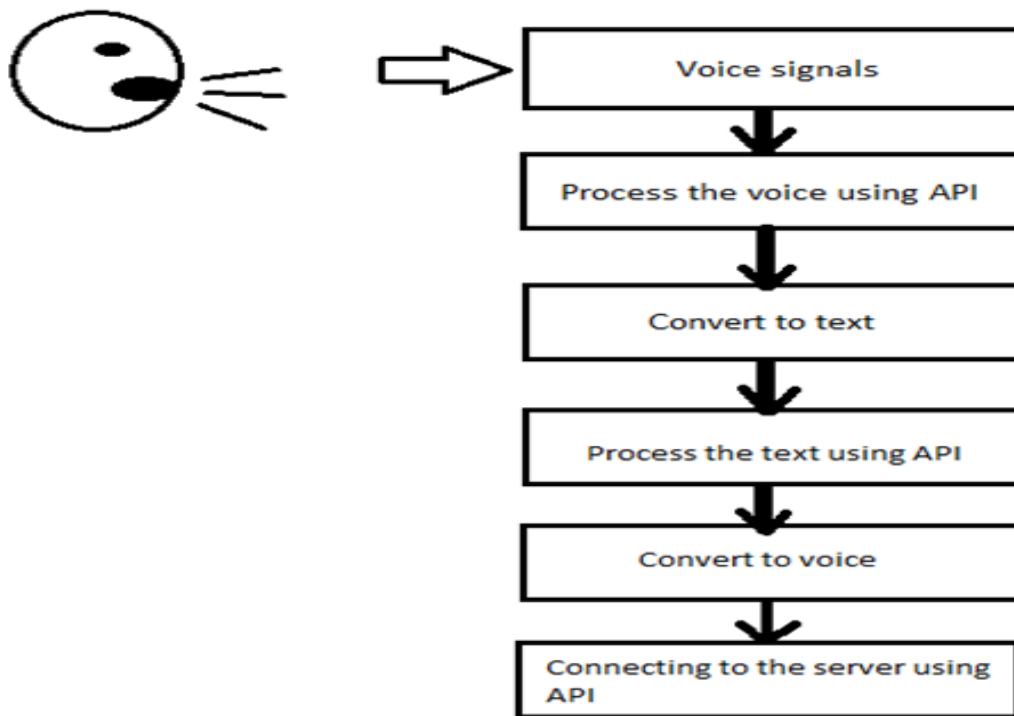 Voice signals
Process the voice using API
Convert to text
Process the text using API
Convert to voice
Connecting to the server using
API